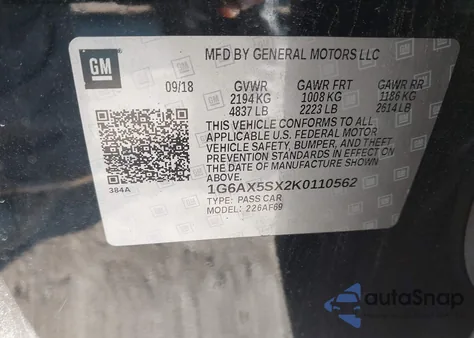 GM
MFD BY GENERAL MOTORS LLC
09/18 GVWR GAWR FRT GAWR RR
2194 KG 1008 KG 1186 KG
4837 LB 2223 LB 2614 LB
THIS VEHICLE CONFORMS TO ALL
APPLICABLE U.S. FEDERAL MOTOR
VEHICLE SAFETY, BUMPER, AND THEFT
PREVENTION STANDARDS IN EFFECT ON THE
DATE OF MANUFACTURE SHOWN
ABOVE.
384A
1G6AX5SX2K0110562
TYPE: PASS CAR
MODEL: 226AF69
autoSnap